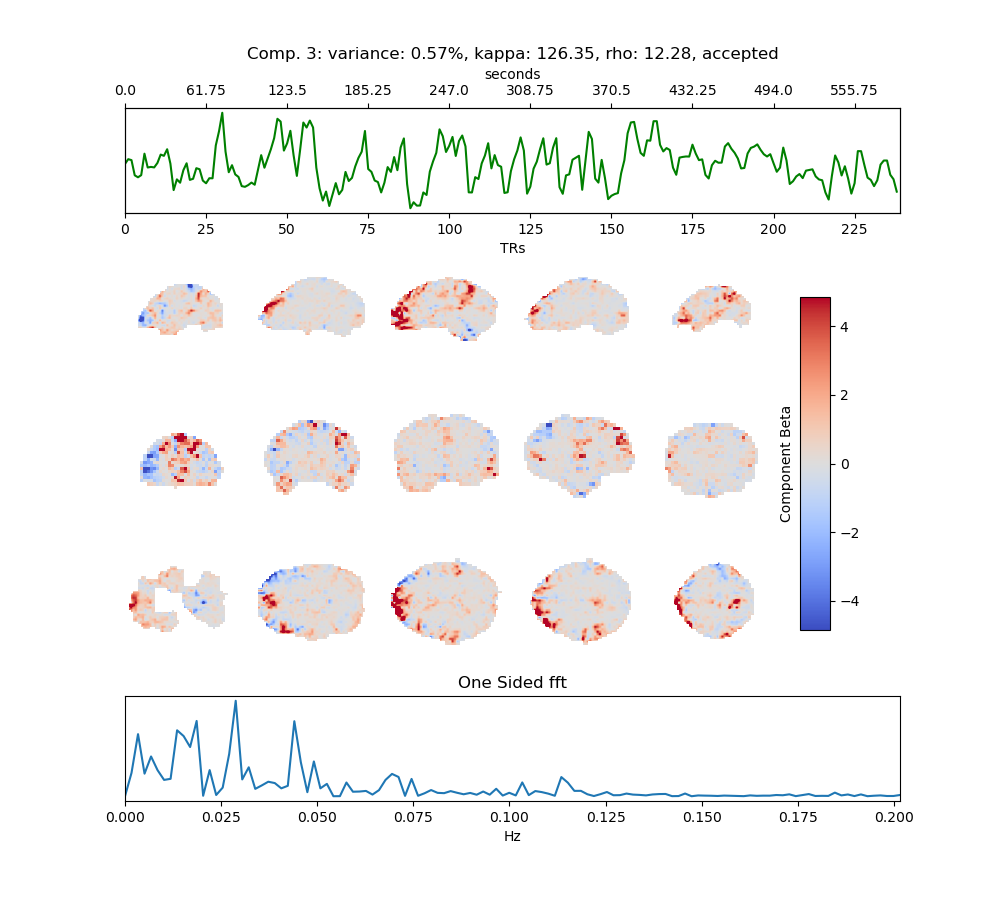 Comp. 3: variance: 0.57%, kappa: 126.35, rho: 12.28, accepted
seconds
0.0 61.75 123.5 185.25 247.0 308.75 370.5 432.25 494.0 555.75
0 25 50 75 100 125 150 175 200 225
TRs
4
2
0
−2
−4
Component Beta
One Sided fft
0.000 0.025 0.050 0.075 0.100 0.125 0.150 0.175 0.200
Hz